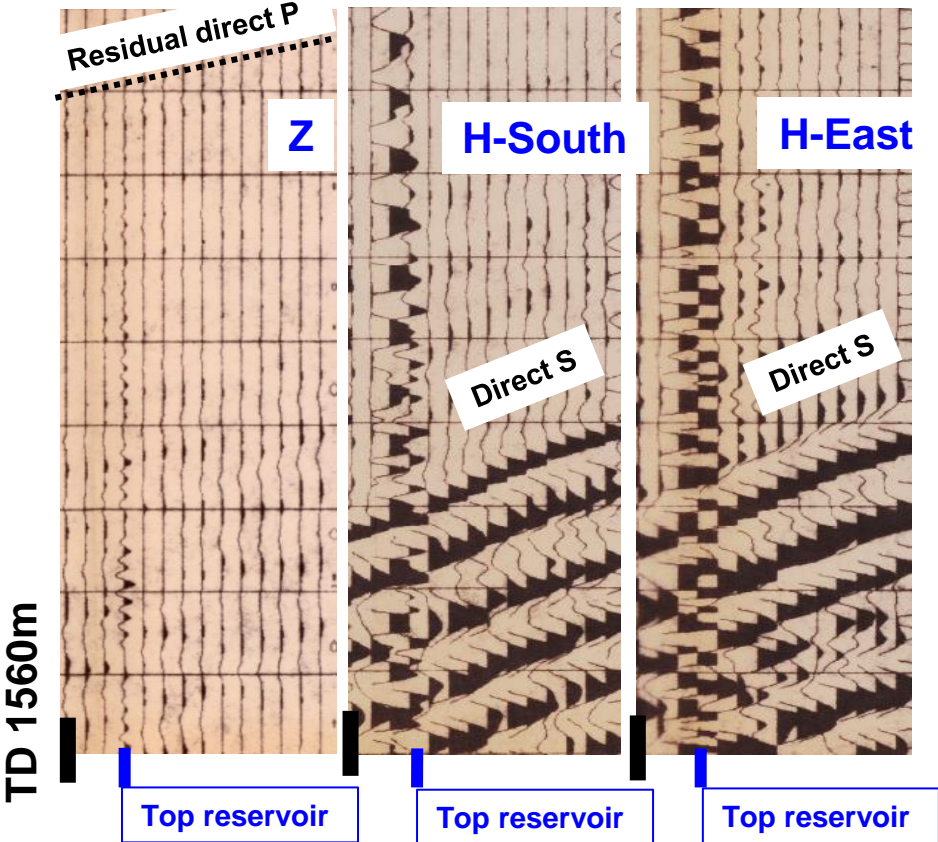 Residual direct P
Z
H-South
H-East
Direct S
Direct S
TD 1560m
Top reservoir
Top reservoir
Top reservoir